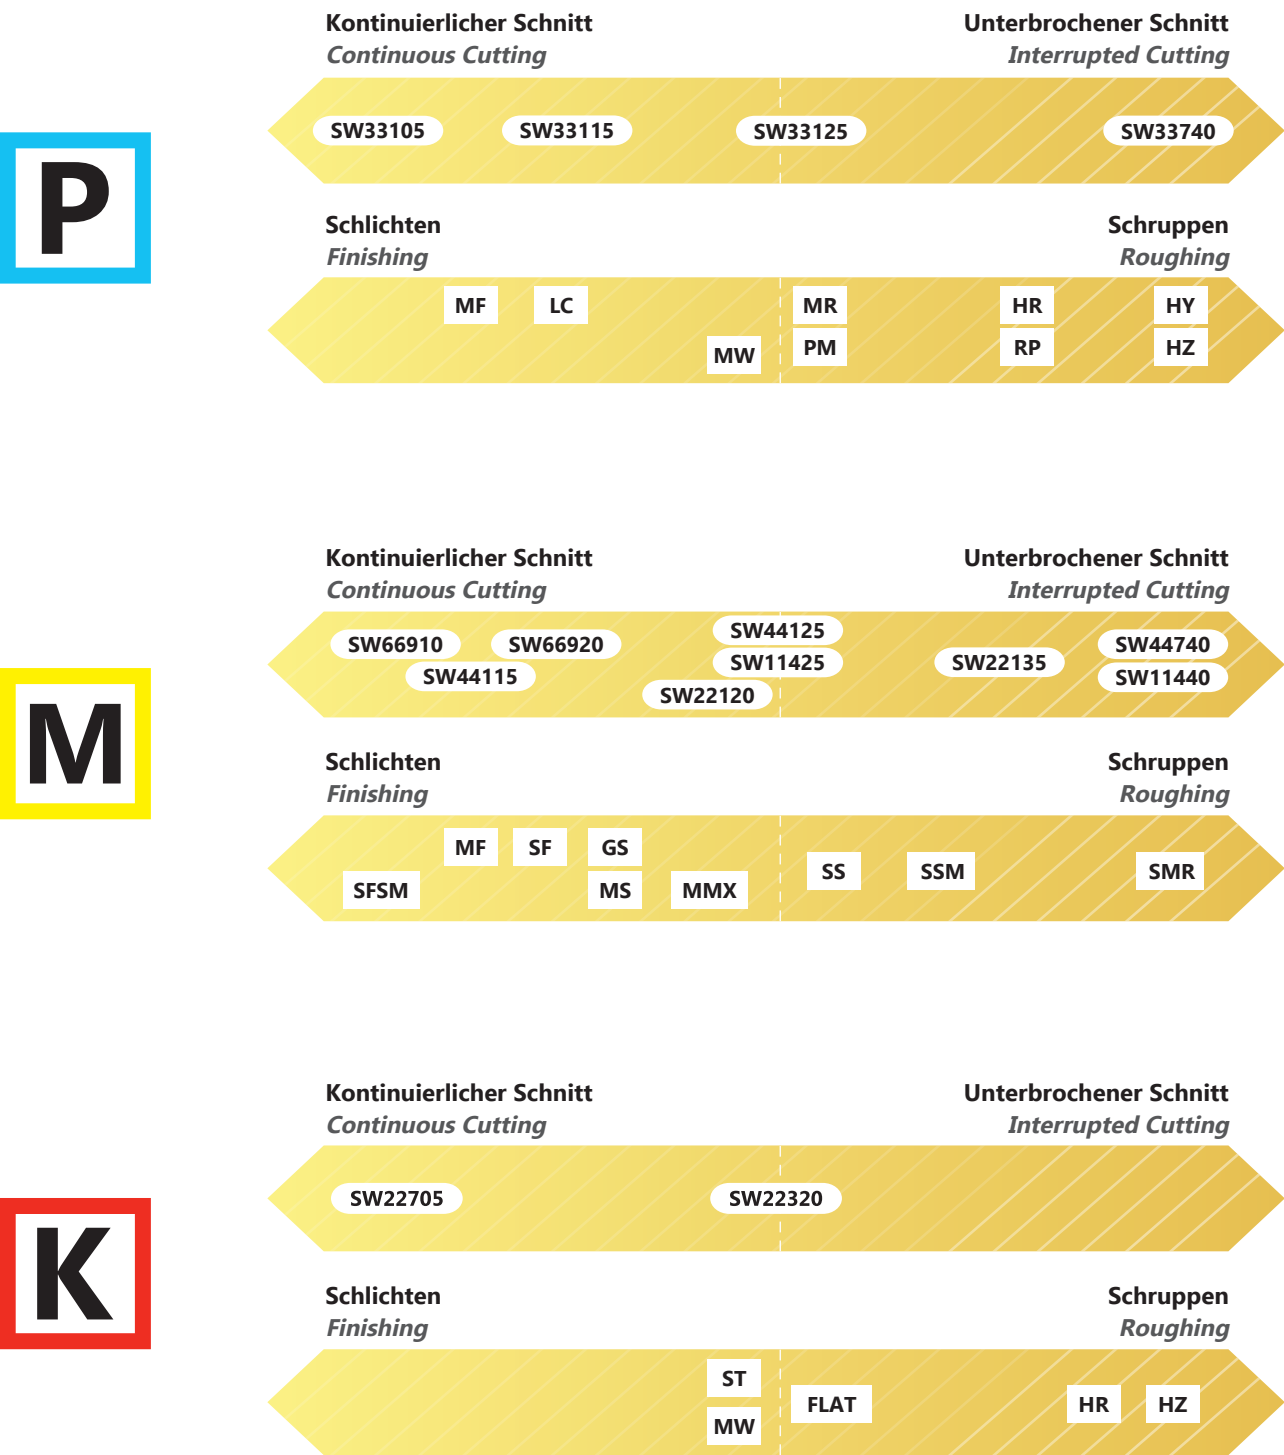 Kontinuierlicher Schnitt Unterbrochener Schnitt
Continuous Cutting Interrupted Cutting
SW33105 SW33115 SW33125 SW33740
P
Schlichten Schruppen
Finishing Roughing
MF LC MR HR HY
MW PM RP HZ
Kontinuierlicher Schnitt Unterbrochener Schnitt
Continuous Cutting Interrupted Cutting
SW44125
SW66910 SW66920 SW44740
SW11425 SW22135
SW44115 SW11440
SW22120
M
Schlichten Schruppen
Finishing Roughing
MF SF GS
SS SSM SMR
SFSM MS MMX
Kontinuierlicher Schnitt Unterbrochener Schnitt
Continuous Cutting Interrupted Cutting
SW22705 SW22320
K
Schlichten Schruppen
Finishing Roughing
ST
FLAT HR HZ
MW